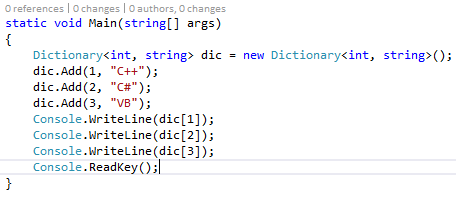 0 references | 0 changes | 0 authors, 0 changes
static void Main(string[] args)
{
    Dictionary<int, string> dic = new Dictionary<int, string>();
    dic.Add(1, "C++");
    dic.Add(2, "C#");
    dic.Add(3, "VB");
    Console.WriteLine(dic[1]);
    Console.WriteLine(dic[2]);
    Console.WriteLine(dic[3]);
    Console.ReadKey();
}